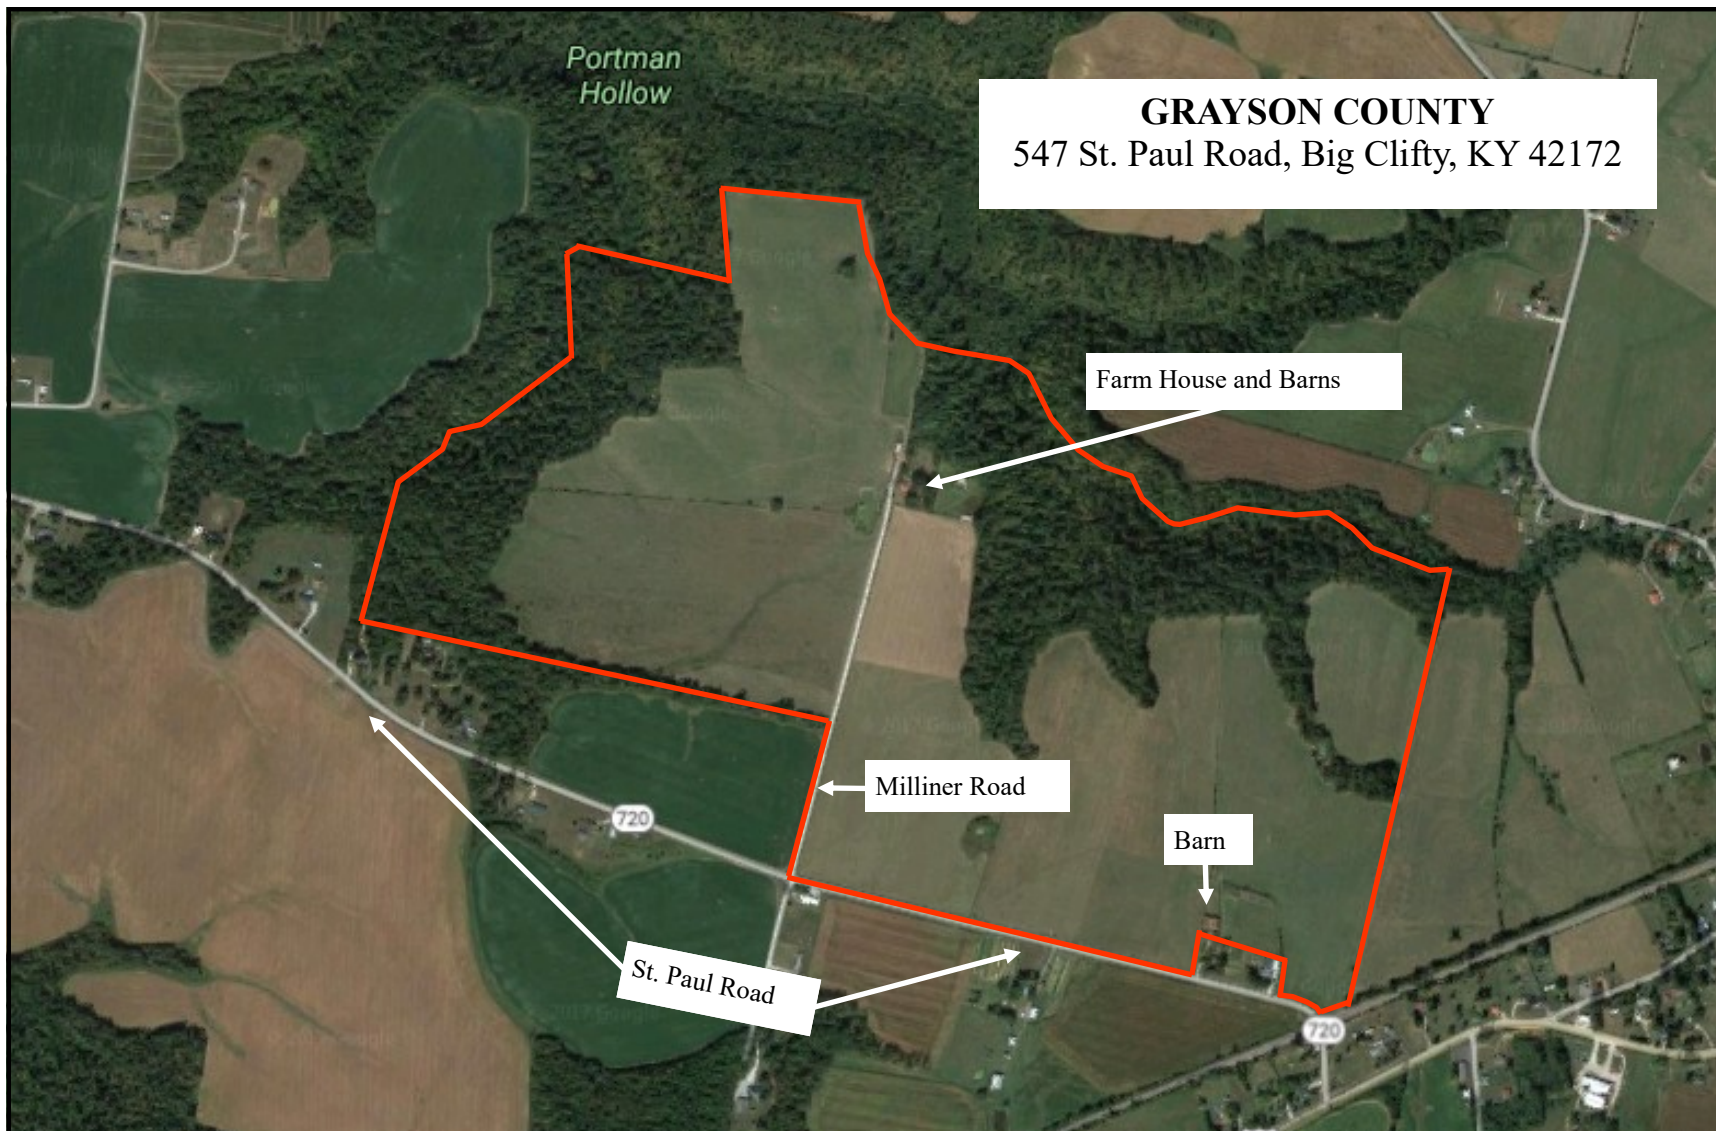 Portman
Hollow
GRAYSON COUNTY
547 St. Paul Road, Big Clifty, KY 42172
Farm House and Barns
Milliner Road
720
Barn
St. Paul Road
720